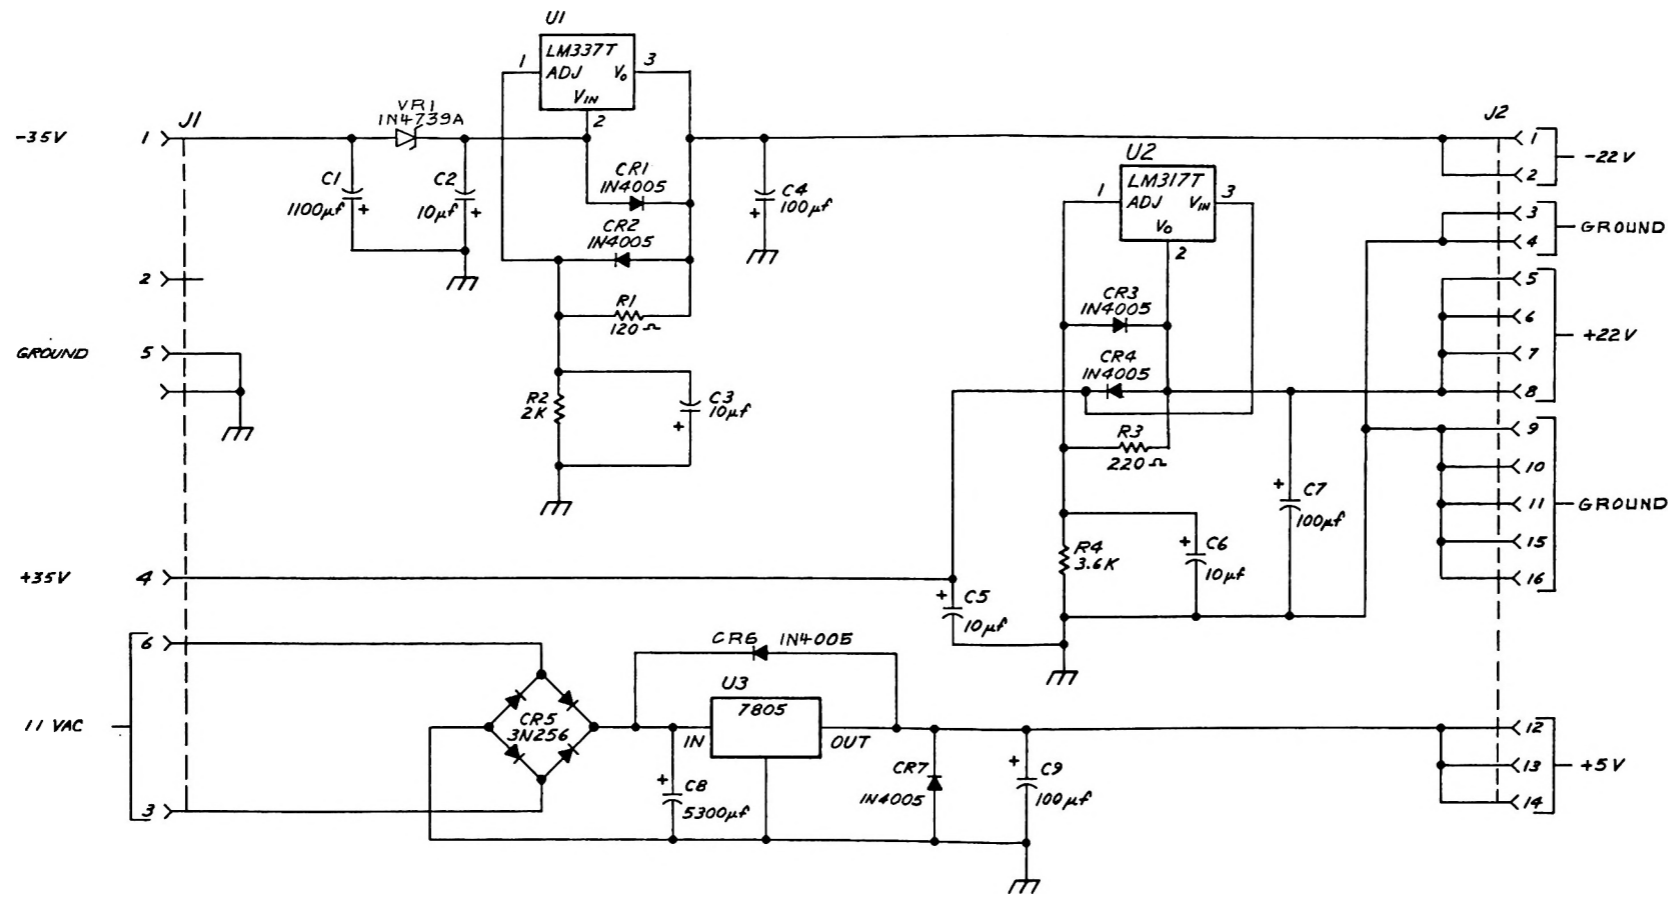 U1
LM337T
1 ADJ Vo 3
VIN
2
J1
VR1
1N4739A
-35V 1
C1
1100µf +
C2
10µf +
CR1
1N4005
CR2
1N4005
C4
+ 100µf
R1
120Ω
R2
2K
C3
10µf
+
2
GROUND 5
+35V 4
6
11 VAC
3
J2
1
2
-22V
3
4
GROUND
5
6
7
8
+22V
9
10
11
15
16
GROUND
12
13
14
+5V
U2
LM317T
1 ADJ VIN 3
Vo
2
CR3
1N4005
CR4
1N4005
R3
220Ω
+ C7
100µf
R4
3.6K
+ C6
10µf
+ C5
10µf
CR6 1N4005
U3
7805
IN OUT
CR5
3N256
+ C8
5300µf
CR7
1N4005
+ C9
100µf